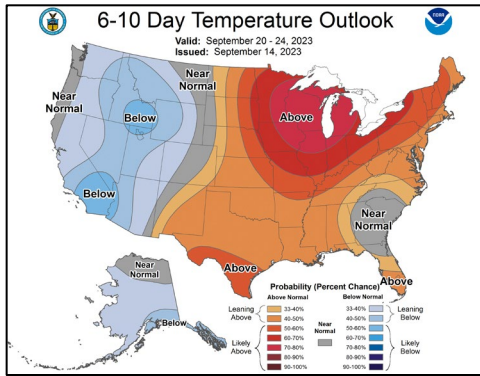 6-10 Day Temperature Outlook
Valid: September 20 - 24, 2023
Issued: September 14, 2023
Near
Normal
Near
Normal
Below
Above
Below
Near
Normal
Above
Above
Near
Normal
Below
Probability (Percent Chance)
Above Normal
Below Normal
Leaning
Above
33-40%
40-50%
Likely
Above
50-60%
60-70%
70-80%
80-90%
90-100%
Near
Normal
33-40%
40-50%
Leaning
Below
50-60%
60-70%
70-80%
80-90%
90-100%
Likely
Below